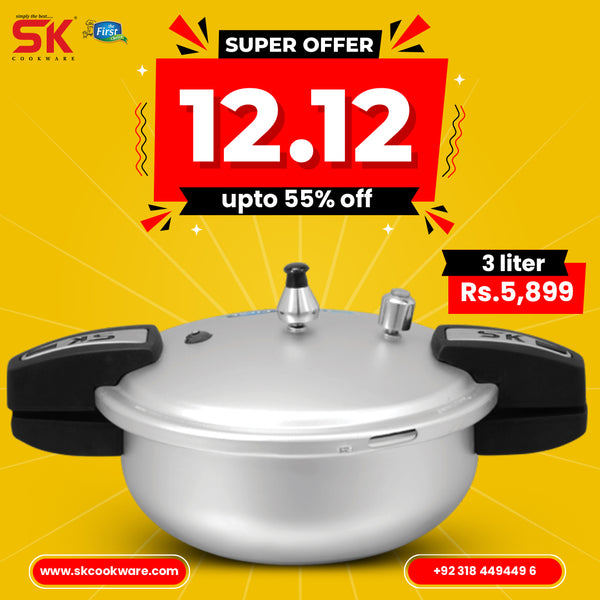 simply the best.....
SK®
COOKWARE
the
First
choice
SUPER OFFER
12.12
upto 55% off
3 liter
Rs.5,899
SK
SK
www.skcookware.com
+92 318 449449 6